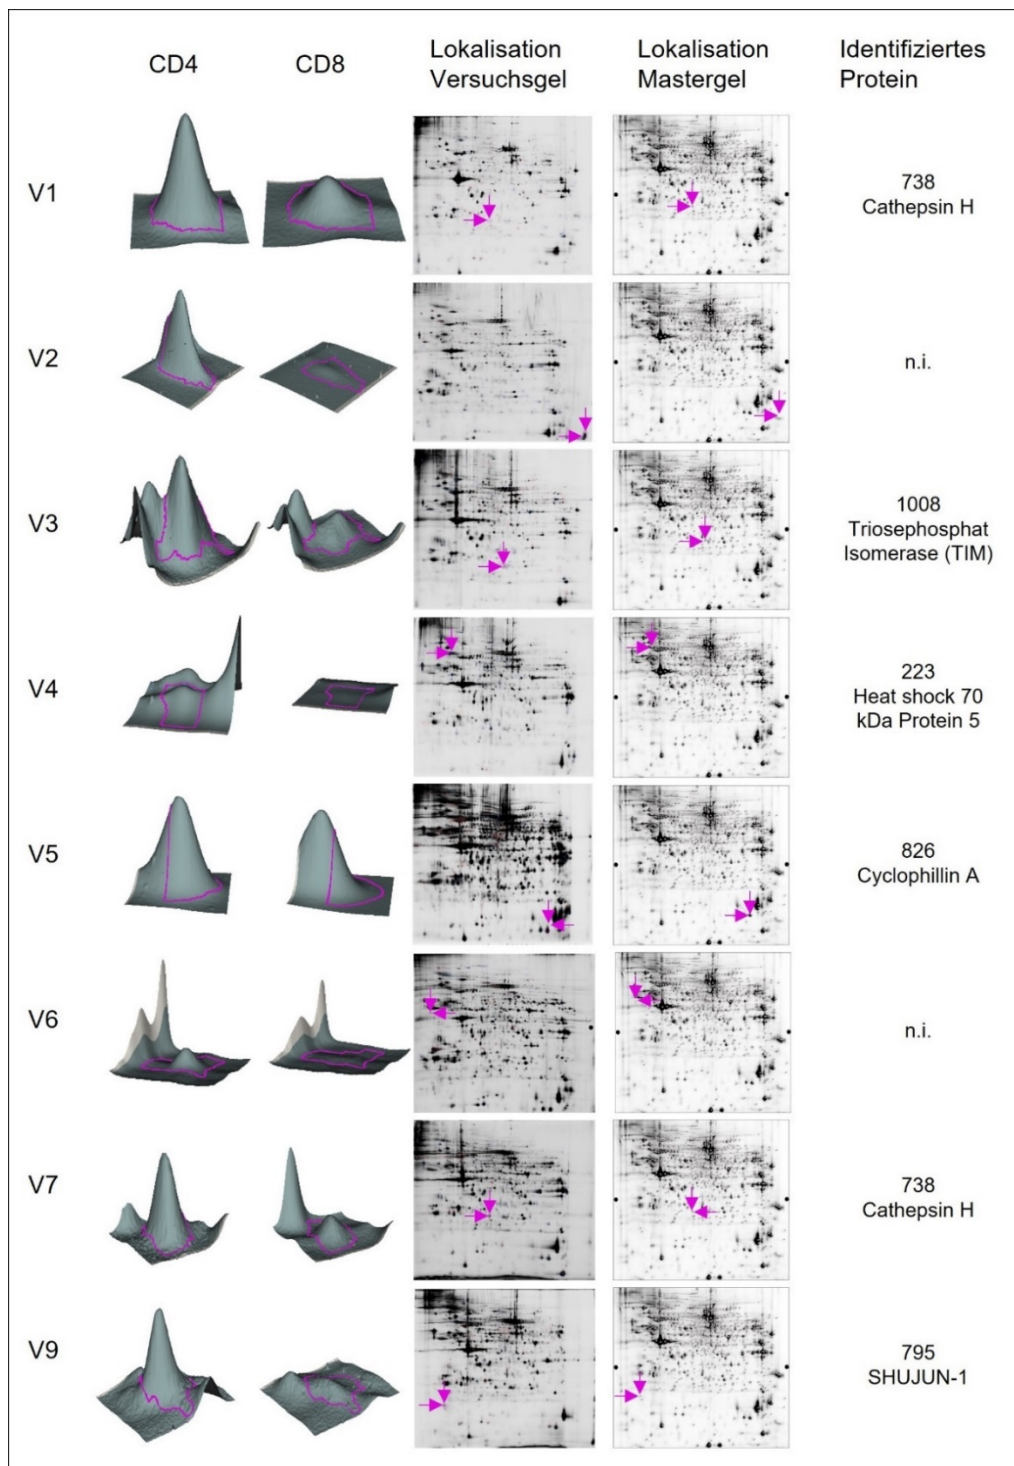 CD4
CD8
Lokalisation
Versuchsgel
Lokalisation
Mastergel
Identifiziertes
Protein
V1
738
Cathepsin H
V2
n.i.
V3
1008
Triosephosphat
Isomerase (TIM)
V4
223
Heat shock 70
kDa Protein 5
V5
826
Cyclophillin A
V6
n.i.
V7
738
Cathepsin H
V9
795
SHUJUN-1